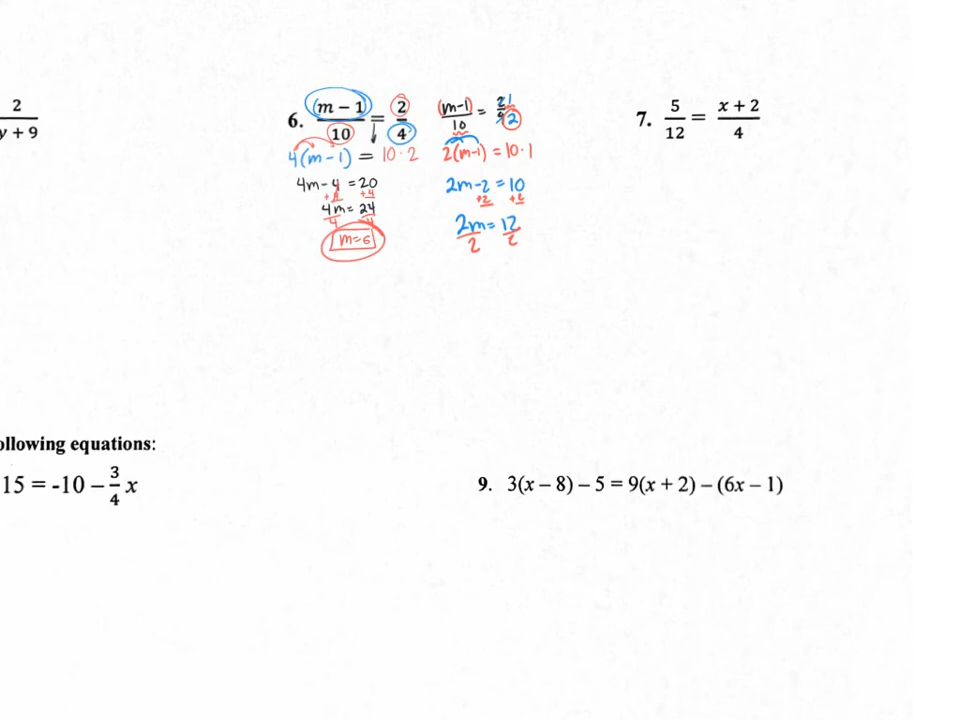 2
y + 9
6. (m − 1)/10 = 2/4
4(m − 1) = 10 · 2
4m − 4 = 20
+4 +4
4m = 24
4 4
m = 6
(m−1)/10 = 2/4 1/2
2(m−1) = 10 · 1
2m − 2 = 10
+2 +2
2m = 12
2 2
7. 5/12 = (x + 2)/4
ollowing equations:
15 = -10 − 3/4 x
9. 3(x − 8) − 5 = 9(x + 2) − (6x − 1)